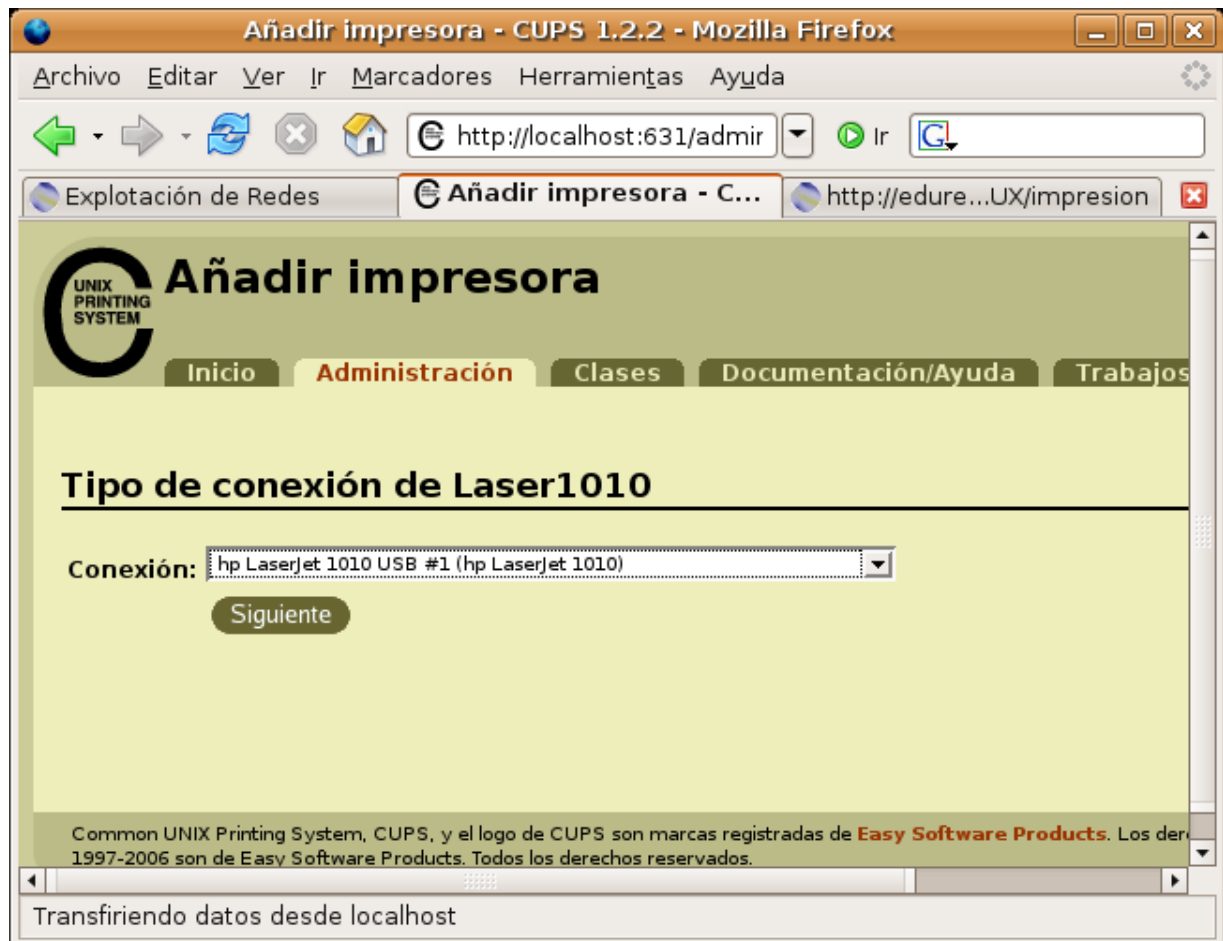 Añadir impresora - CUPS 1.2.2 - Mozilla Firefox
Archivo Editar Ver Ir Marcadores Herramientas Ayuda
http://localhost:631/admir Ir G
Explotación de Redes Añadir impresora - C... http://edure...UX/impresion
UNIX
PRINTING
SYSTEM
Añadir impresora
Inicio Administración Clases Documentación/Ayuda Trabajos
Tipo de conexión de Laser1010
Conexión: hp LaserJet 1010 USB #1 (hp LaserJet 1010)
Siguiente
Common UNIX Printing System, CUPS, y el logo de CUPS son marcas registradas de Easy Software Products. Los der
1997-2006 son de Easy Software Products. Todos los derechos reservados.
Transfiriendo datos desde localhost